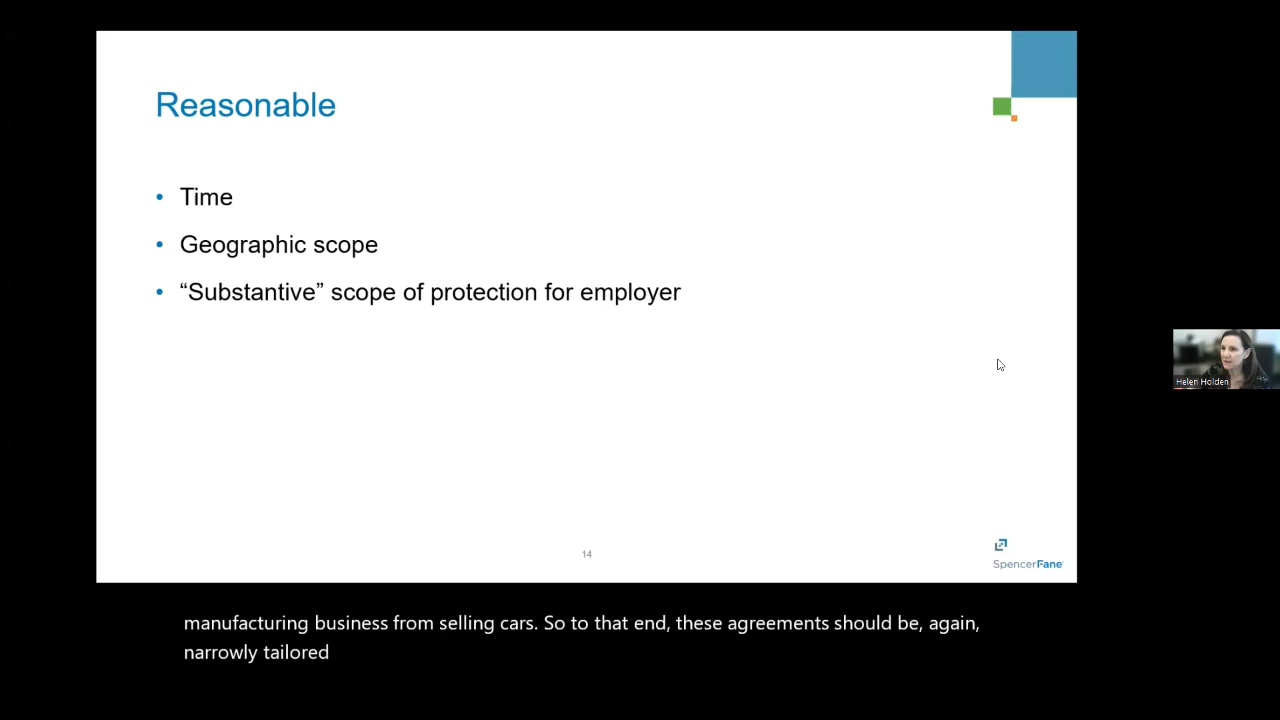 Reasonable
• Time
• Geographic scope
• “Substantive” scope of protection for employer
Helen Holden
14
SpencerFane
manufacturing business from selling cars. So to that end, these agreements should be, again,
narrowly tailored